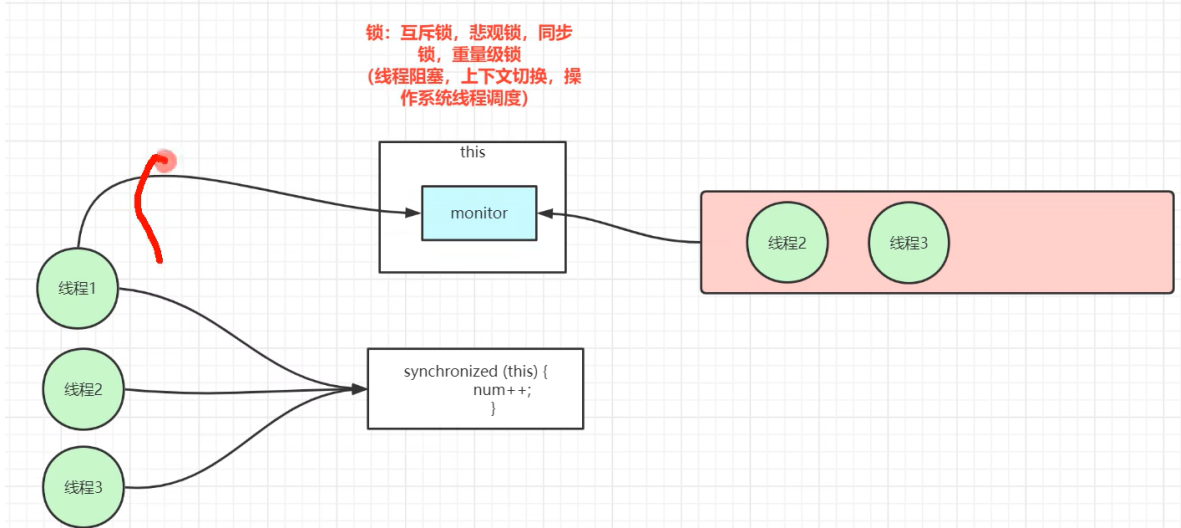 锁：互斥锁，悲观锁，同步
锁，重量级锁
（线程阻塞，上下文切换，操
作系统线程调度）
this
monitor
线程2
线程3
线程1
线程2
线程3
synchronized (this) {
num++;
}